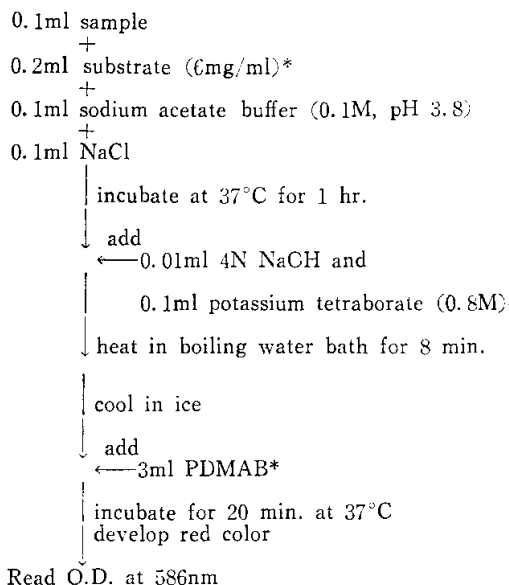 0.1ml sample
+
0.2ml substrate (6mg/ml)*
+
0.1ml sodium acetate buffer (0.1M, pH 3.8)
+
0.1ml NaCl
incubate at 37°C for 1 hr.
add
0.01ml 4N NaCH and
0.1ml potassium tetraborate (0.8M)
heat in boiling water bath for 8 min.
cool in ice
add
3ml PDMAB*
incubate for 20 min. at 37°C
develop red color
Read O.D. at 586nm